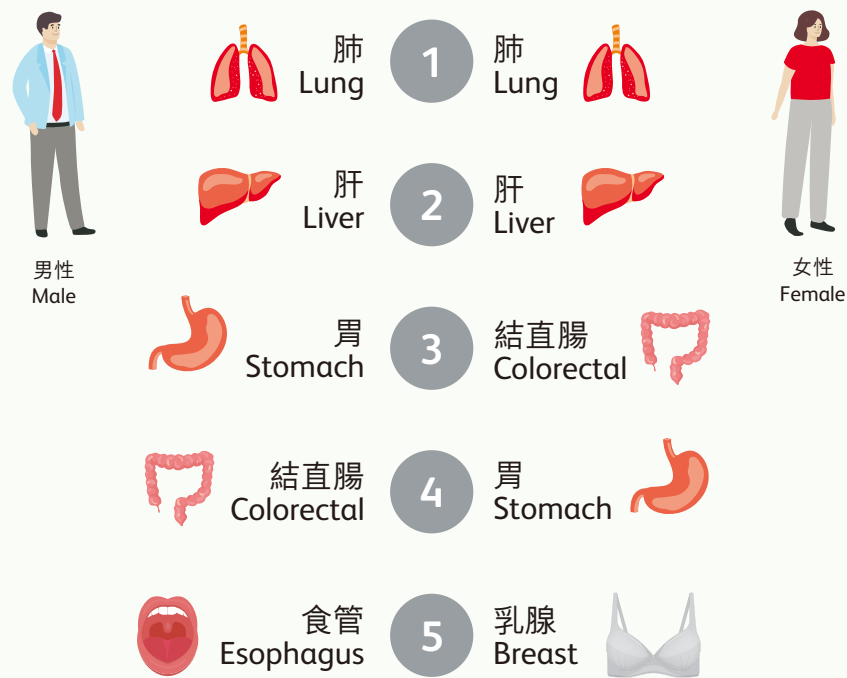 肺
Lung
1
肺
Lung
肝
Liver
2
肝
Liver
男性
Male
女性
Female
胃
Stomach
3
結直腸
Colorectal
結直腸
Colorectal
4
胃
Stomach
食管
Esophagus
5
乳腺
Breast